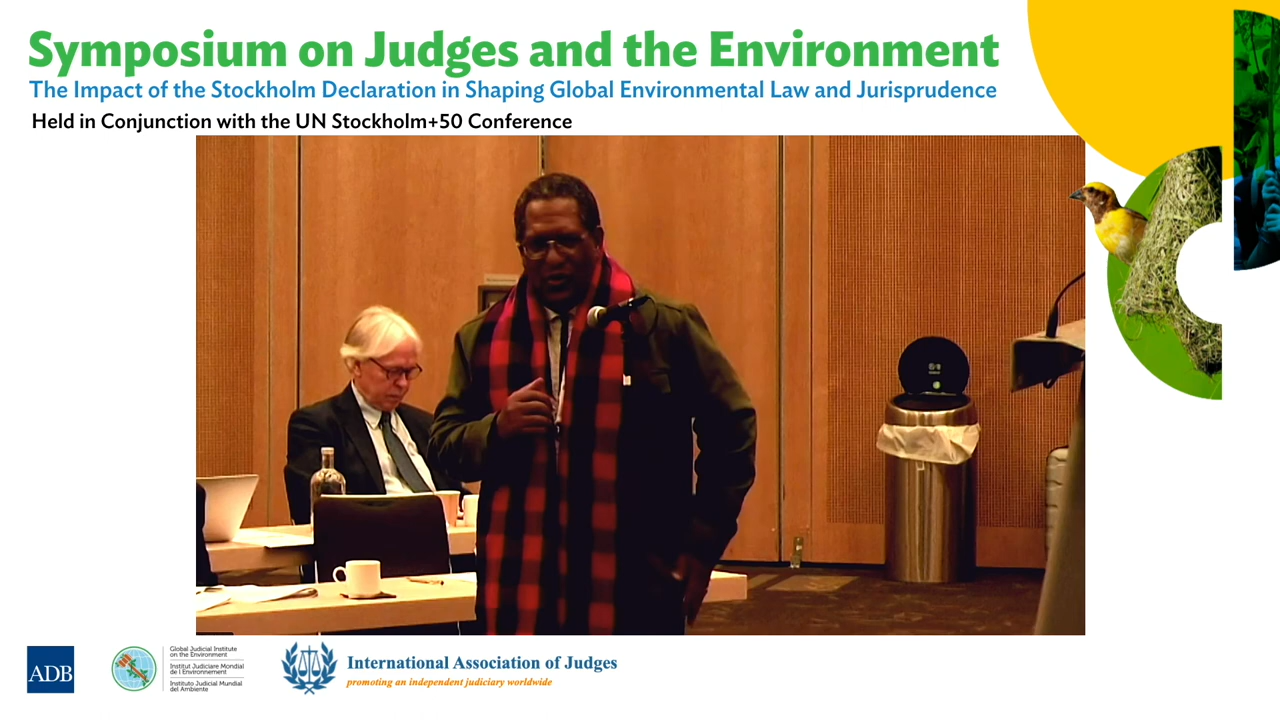 Symposium on Judges and the Environment
The Impact of the Stockholm Declaration in Shaping Global Environmental Law and Jurisprudence
Held in Conjunction with the UN Stockholm+50 Conference
ADB
Global Judicial Institute
on the Environment
Institut Judiciaire Mondial
de l'Environnement
Instituto Judicial Mundial
del Ambiente
International Association of Judges
promoting an independent judiciary worldwide